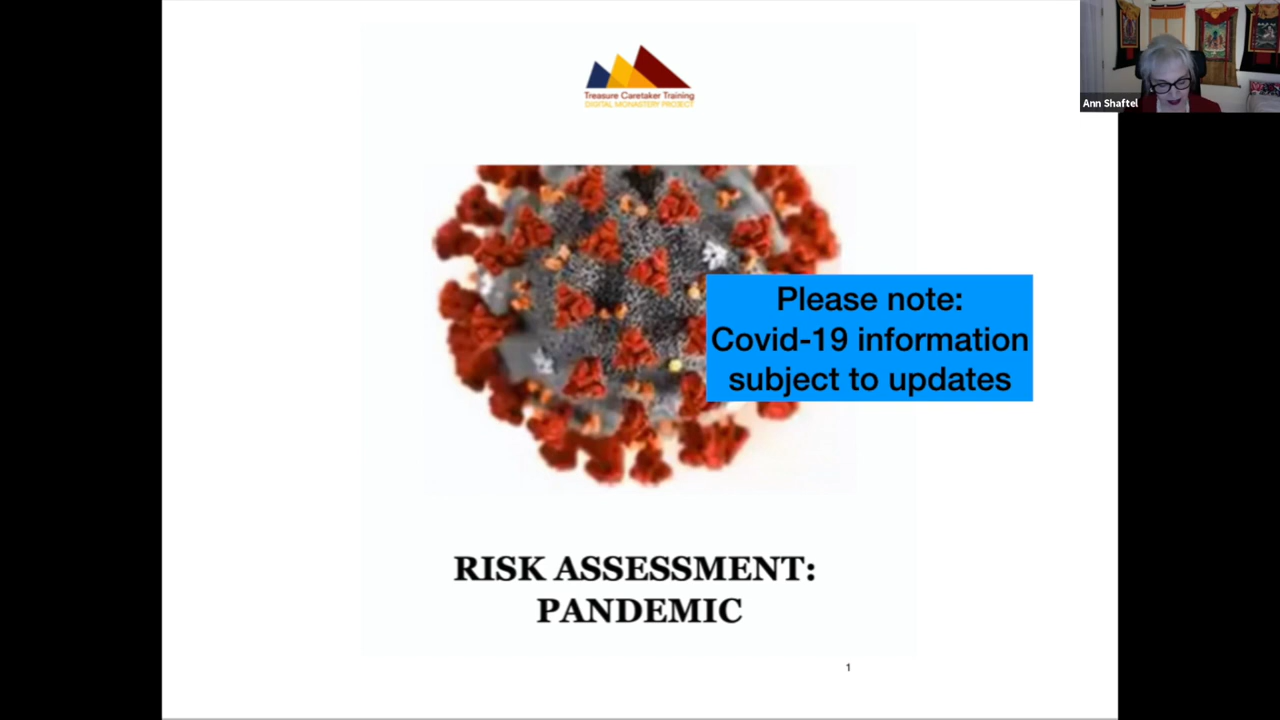 Treasure Caretaker Training
DIGITAL MONASTERY PROJECT
Ann Shaftel
Please note:
Covid-19 information
subject to updates
RISK ASSESSMENT:
PANDEMIC
1